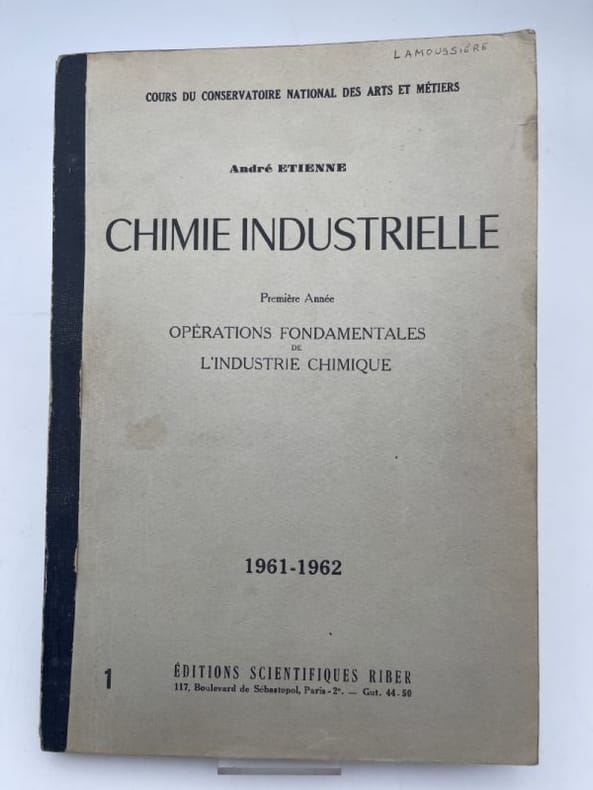 LAMOUSSIÈRE
COURS DU CONSERVATOIRE NATIONAL DES ARTS ET MÉTIERS
André ETIENNE
CHIMIE INDUSTRIELLE
Première Année
OPÉRATIONS FONDAMENTALES
DE
L'INDUSTRIE CHIMIQUE
1961-1962
1
ÉDITIONS SCIENTIFIQUES RIBER
117, Boulevard de Sébastopol, Paris-2e. — Gut. 44-50